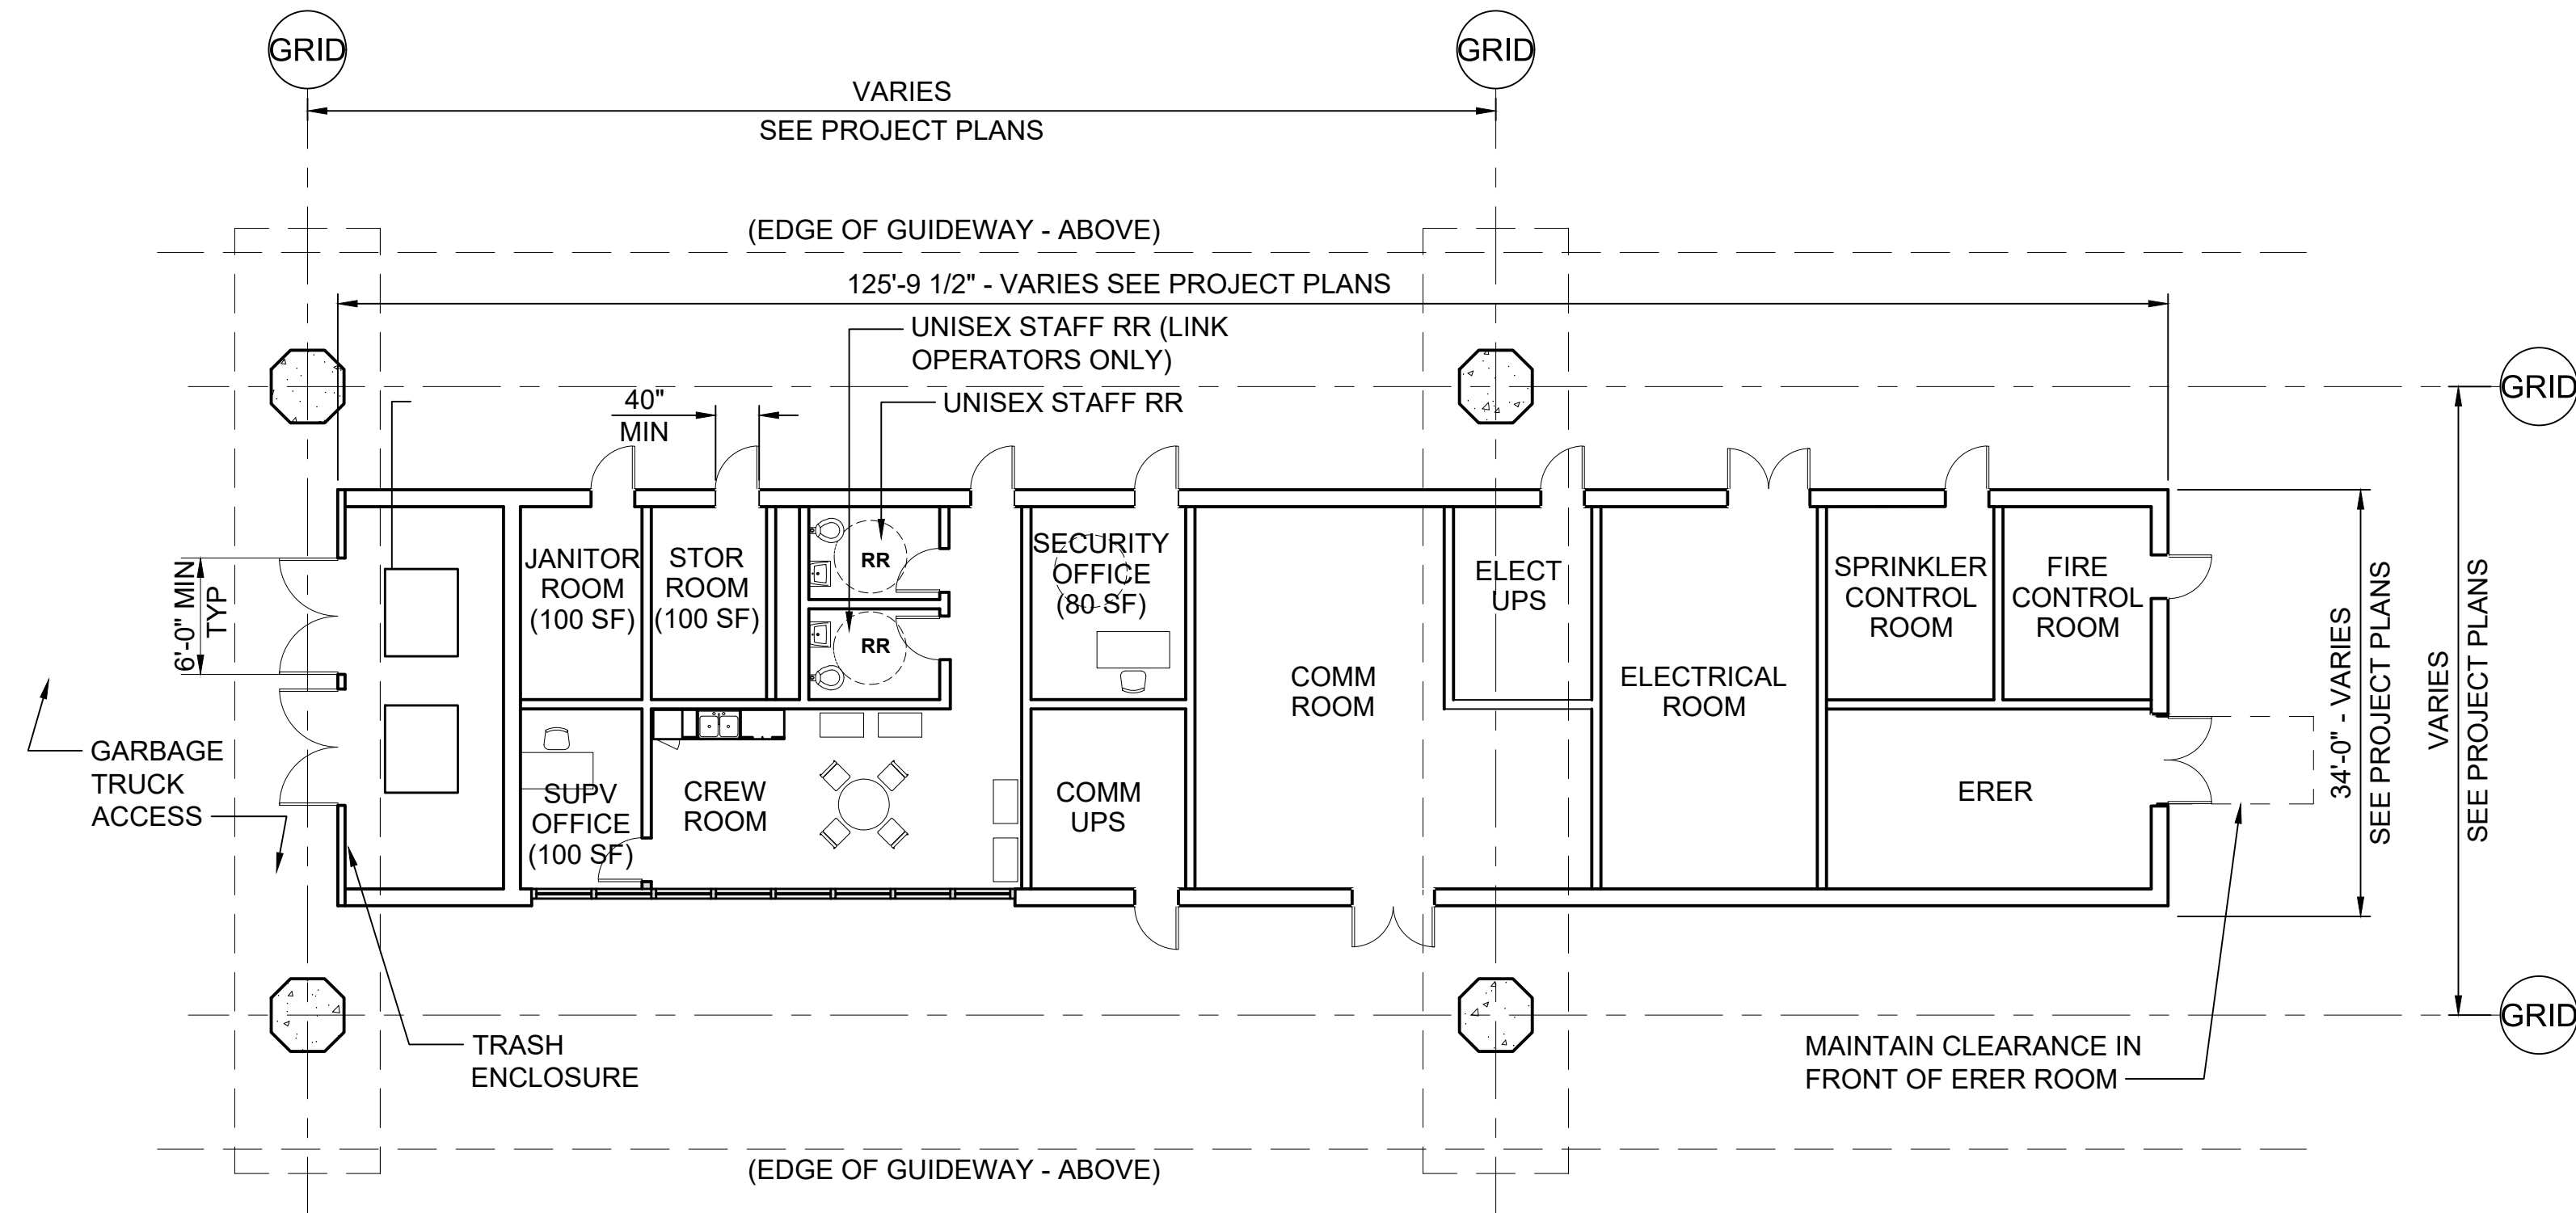 GRID
GRID
VARIES
SEE PROJECT PLANS
(EDGE OF GUIDEWAY - ABOVE)
125'-9 1/2" - VARIES SEE PROJECT PLANS
UNISEX STAFF RR (LINK
OPERATORS ONLY)
UNISEX STAFF RR
40"
MIN
GRID
6'-0" MIN
TYP
JANITOR
ROOM
(100 SF)
STOR
ROOM
(100 SF)
RR
RR
SECURITY
OFFICE
(80 SF)
COMM
ROOM
ELECT
UPS
ELECTRICAL
ROOM
SPRINKLER
CONTROL
ROOM
FIRE
CONTROL
ROOM
34'-0" - VARIES
SEE PROJECT PLANS
VARIES
SEE PROJECT PLANS
GARBAGE
TRUCK
ACCESS
SUPV
OFFICE
(100 SF)
CREW
ROOM
COMM
UPS
ERER
GRID
TRASH
ENCLOSURE
MAINTAIN CLEARANCE IN
FRONT OF ERER ROOM
(EDGE OF GUIDEWAY - ABOVE)